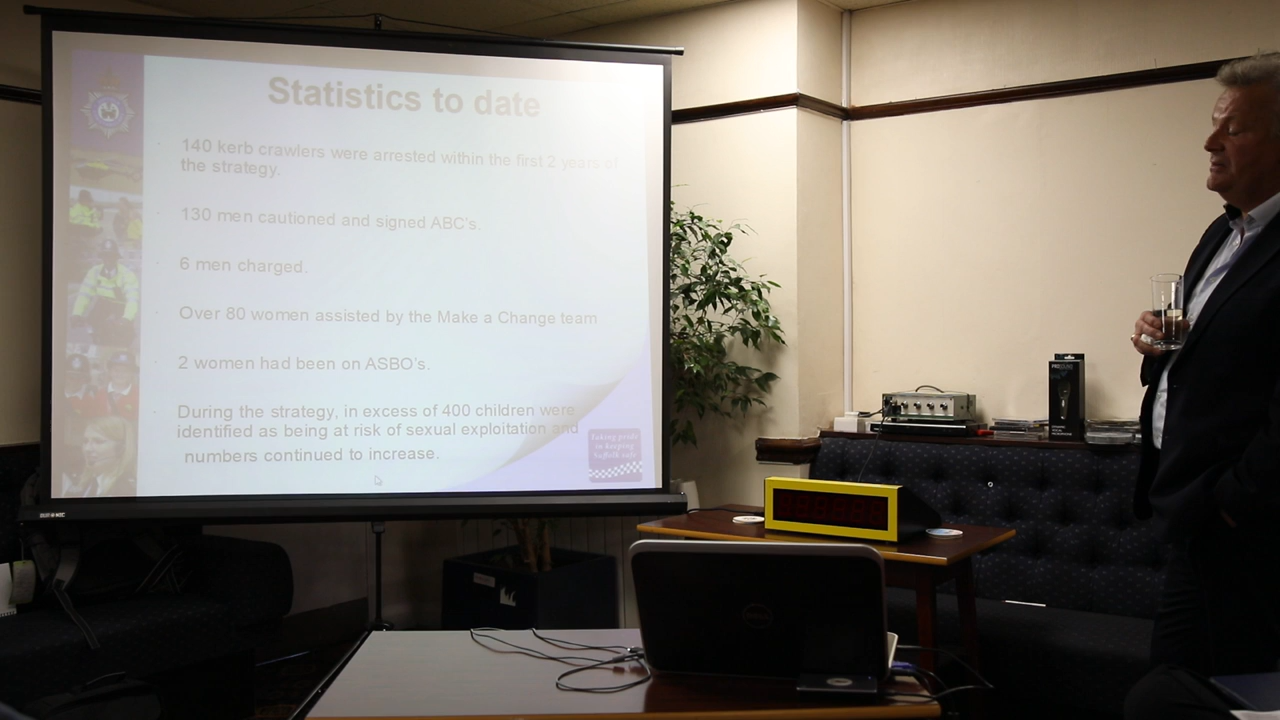 Statistics to date
140 kerb crawlers were arrested within the first 2 years of
the strategy.
130 men cautioned and signed ABC's.
6 men charged.
Over 80 women assisted by the Make a Change team
2 women had been on ASBO's.
During the strategy, in excess of 400 children were
identified as being at risk of sexual exploitation and
numbers continued to increase.
Taking pride
in keeping
Suffolk safe